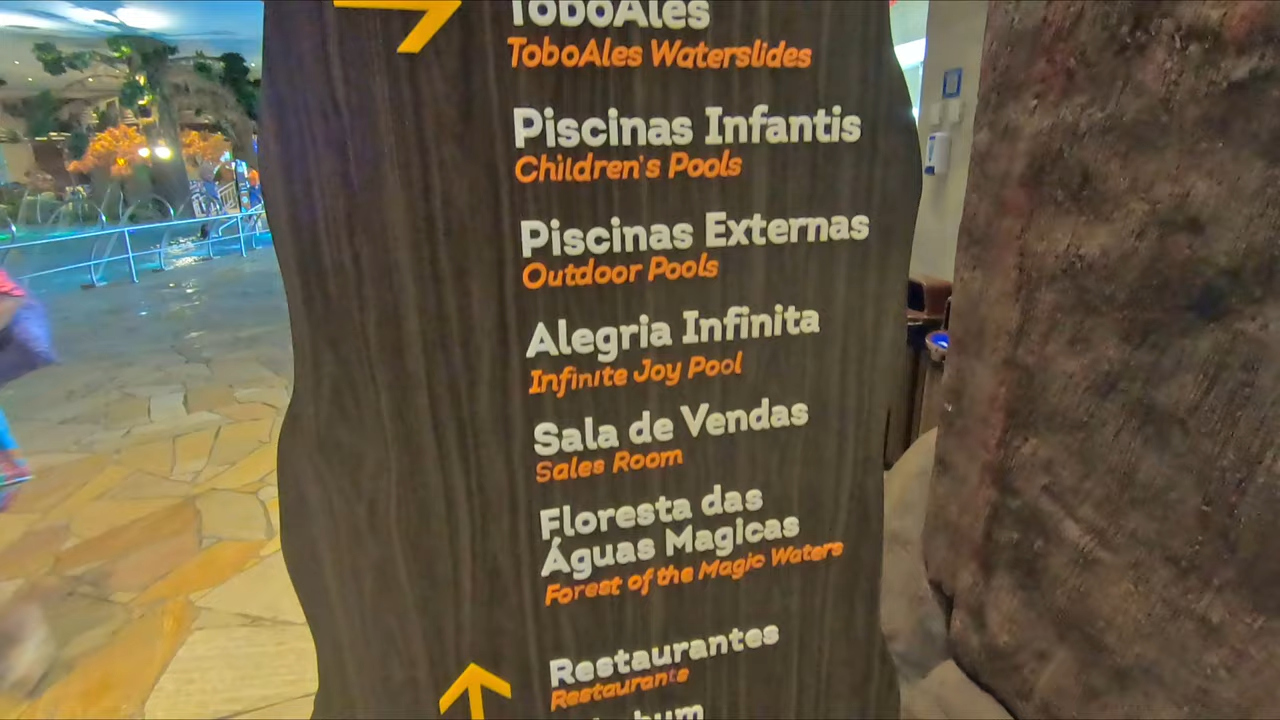 ToboAles
ToboAles Waterslides
Piscinas Infantis
Children's Pools
Piscinas Externas
Outdoor Pools
Alegria Infinita
Infinite Joy Pool
Sala de Vendas
Sales Room
Floresta das
Águas Magicas
Forest of the Magic Waters
Restaurantes
Restaurants